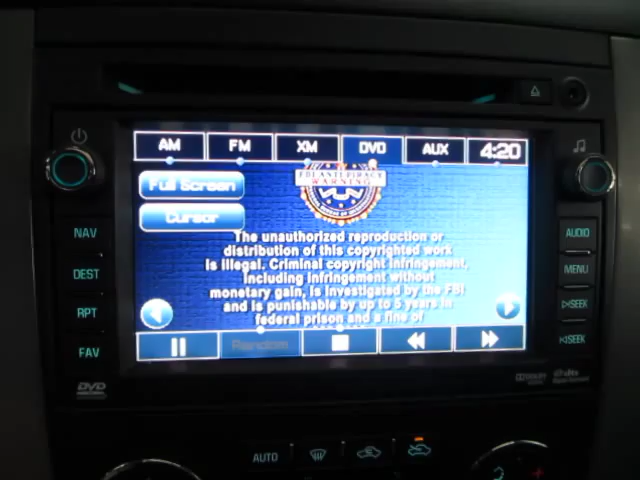 AM FM XM DVD AUX 4:20
Full Screen
Cursor
FBI ANTI-PIRACY
WARNING
The unauthorized reproduction or
distribution of this copyrighted work
is illegal. Criminal copyright infringement,
including infringement without
monetary gain, is investigated by the FBI
and is punishable by up to 5 years in
federal prison and a fine of
Random
NAV
DEST
RPT
FAV
AUDIO
MENU
SEEK
SEEK
DVD
dts
AUTO